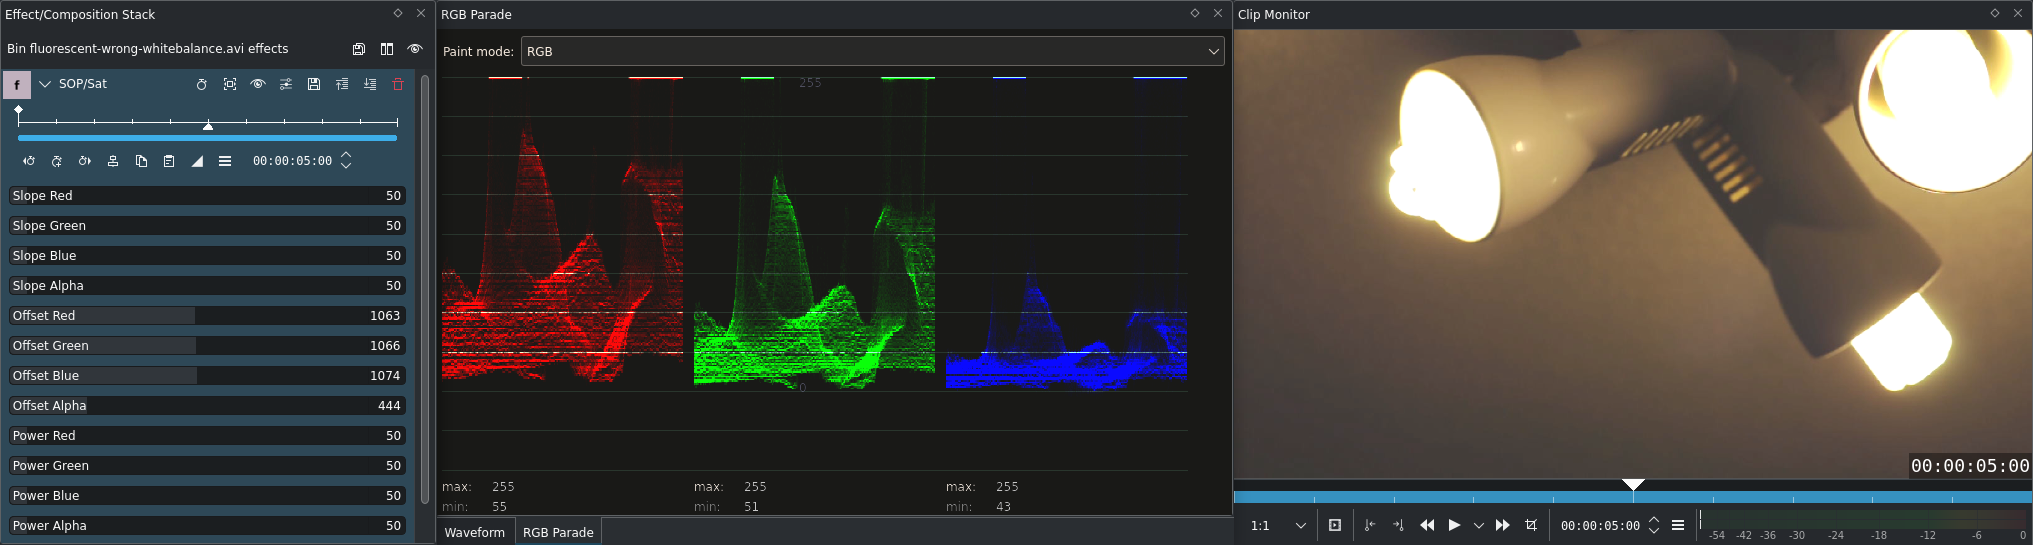 Effect/Composition Stack
Bin fluorescent-wrong-whitebalance.avi effects
f SOP/Sat
00:00:05:00
Slope Red 50
Slope Green 50
Slope Blue 50
Slope Alpha 50
Offset Red 1063
Offset Green 1066
Offset Blue 1074
Offset Alpha 444
Power Red 50
Power Green 50
Power Blue 50
Power Alpha 50
RGB Parade
Paint mode: RGB
255
0
max: 255 max: 255 max: 255
min: 55 min: 51 min: 43
Waveform RGB Parade
Clip Monitor
00:00:05:00
1:1 00:00:05:00
-54 -42 -36 -30 -24 -18 -12 -6 0